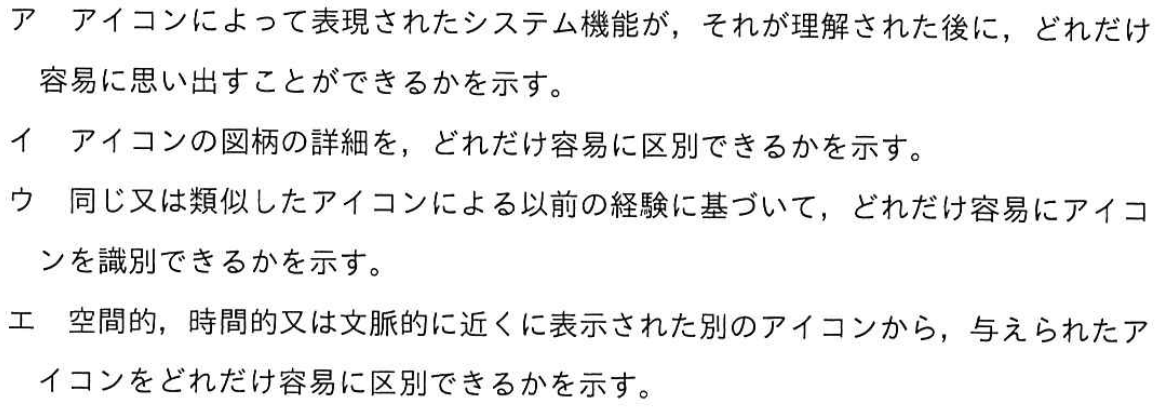 ア　アイコンによって表現されたシステム機能が，それが理解された後に，どれだけ
容易に思い出すことができるかを示す。
イ　アイコンの図柄の詳細を，どれだけ容易に区別できるかを示す。
ウ　同じ又は類似したアイコンによる以前の経験に基づいて，どれだけ容易にアイコ
ンを識別できるかを示す。
エ　空間的，時間的又は文脈的に近くに表示された別のアイコンから，与えられたア
イコンをどれだけ容易に区別できるかを示す。